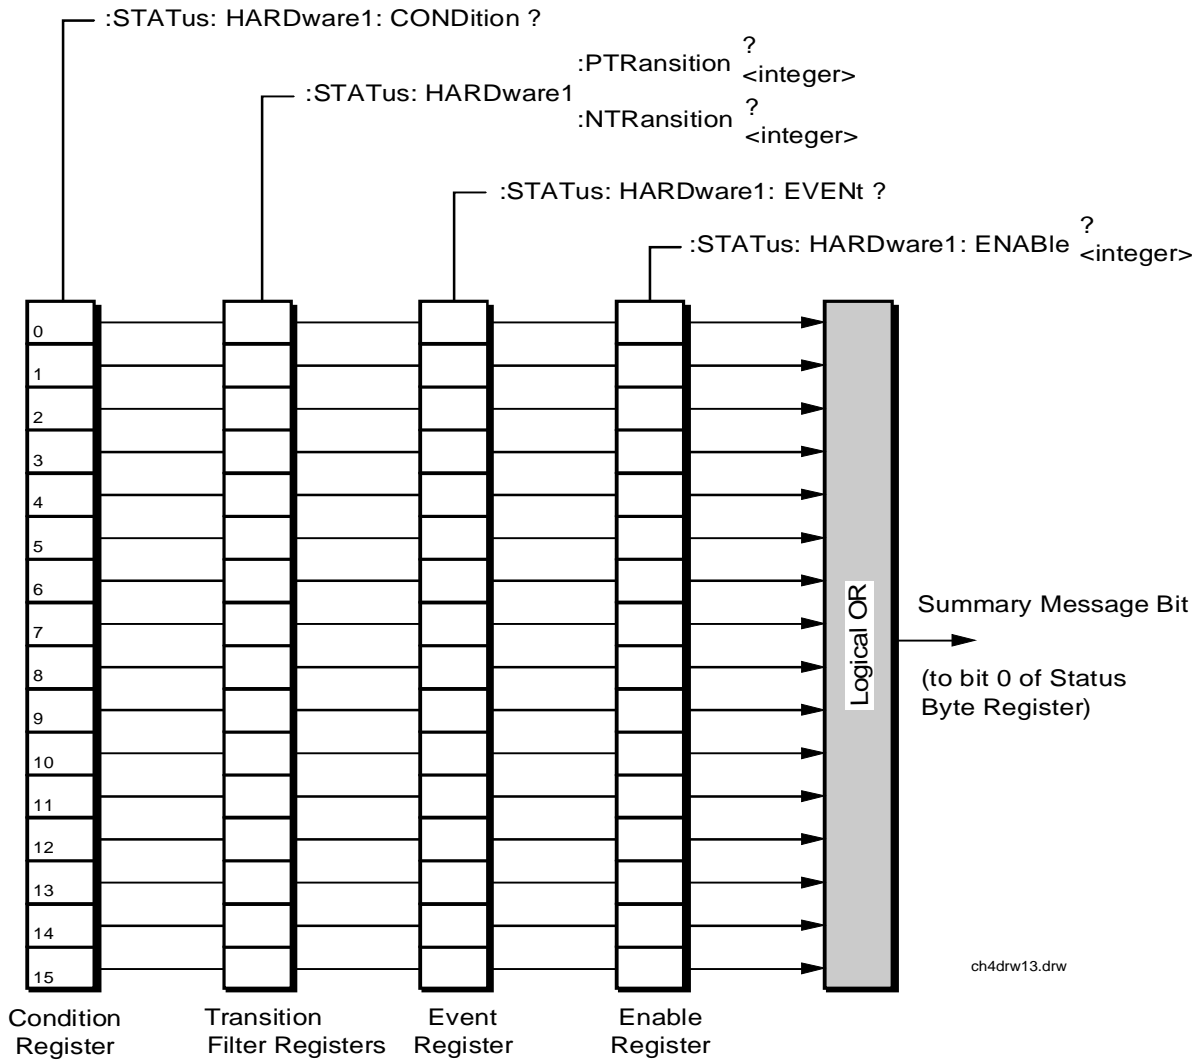 :STATus: HARDware1: CONDition ?
?
:PTRansition
<integer>
:STATus: HARDware1
?
:NTRansition
<integer>
:STATus: HARDware1: EVENt ?
?
:STATus: HARDware1: ENABle
<integer>
0
1
2
3
4
5
6
7
8
9
10
11
12
13
14
15
Logical OR
Summary Message Bit
(to bit 0 of Status
Byte Register)
ch4drw13.drw
Condition
Register
Transition
Filter Registers
Event
Register
Enable
Register